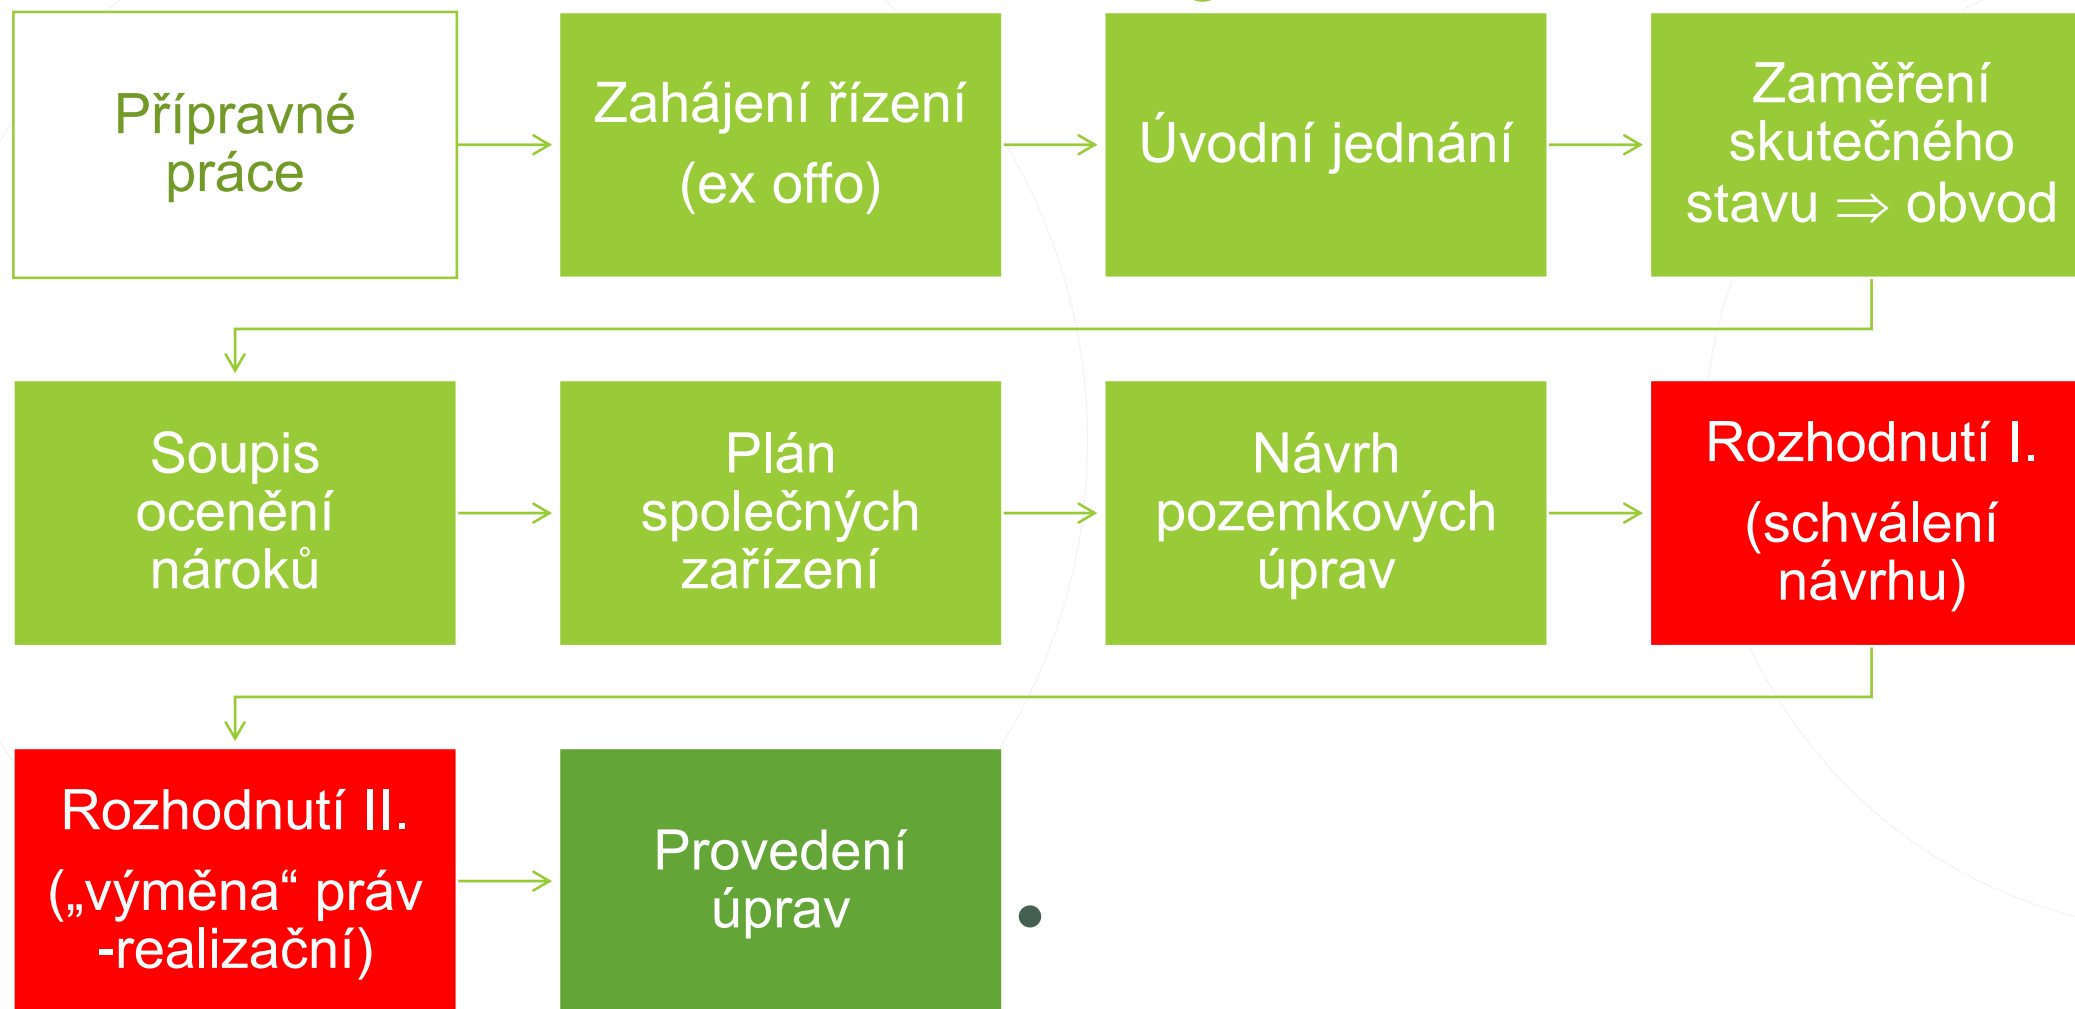 Přípravné
práce
Zahájení řízení
(ex offo)
Úvodní jednání
Zaměření
skutečného
stavu ⇒ obvod
Soupis
ocenění
nároků
Plán
společných
zařízení
Návrh
pozemkových
úprav
Rozhodnutí I.
(schválení
návrhu)
Rozhodnutí II.
(„výměna“ práv
-realizační)
Provedení
úprav
•